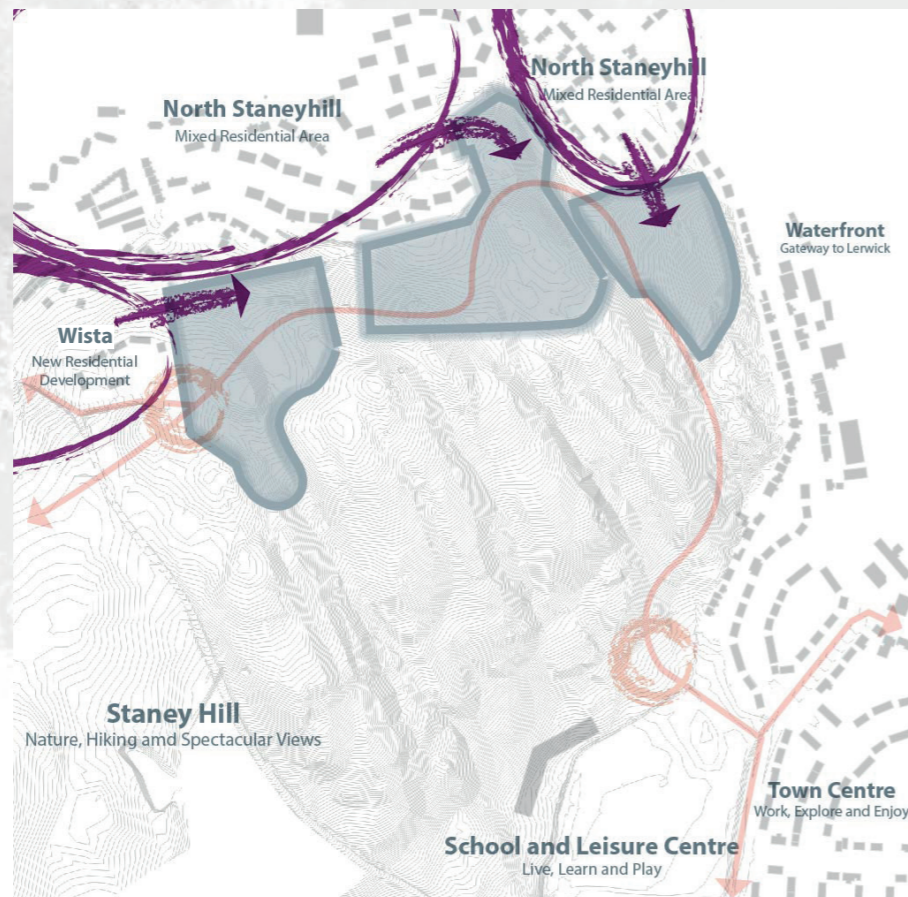 North Staneyhill
Mixed Residential Area
North Staneyhill
Mixed Residential Area
Waterfront
Gateway to Lerwick
Wista
New Residential
Development
Staney Hill
Nature, Hiking amd Spectacular Views
Town Centre
Work, Explore and Enjoy
School and Leisure Centre
Live, Learn and Play